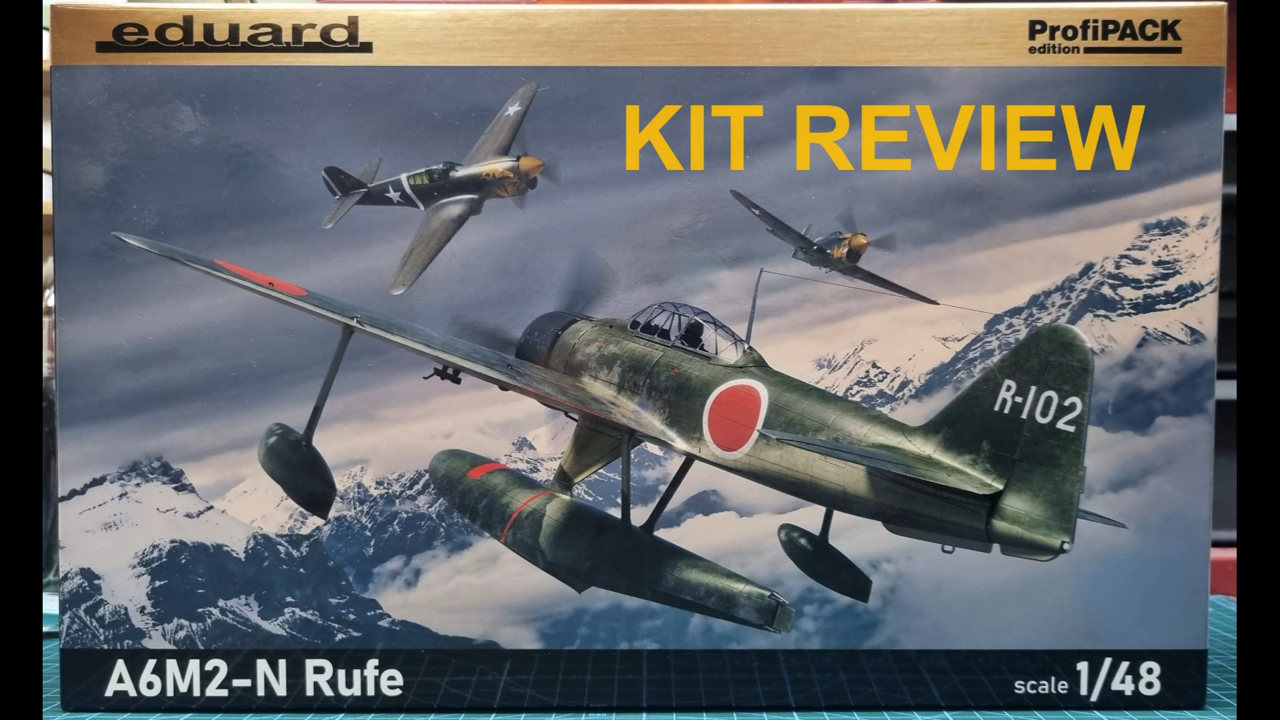 eduard
ProfiPACK
edition
KIT REVIEW
R-102
A6M2-N Rufe
scale 1/48